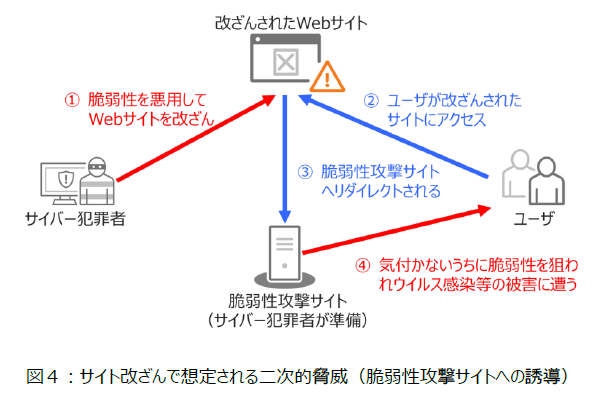 改ざんされたWebサイト
① 脆弱性を悪用して
Webサイトを改ざん
② ユーザが改ざんされた
サイトにアクセス
③ 脆弱性攻撃サイト
へリダイレクトされる
サイバー犯罪者
ユーザ
④ 気付かないうちに脆弱性を狙わ
れウイルス感染等の被害に遭う
脆弱性攻撃サイト
（サイバー犯罪者が準備）
図４：サイト改ざんで想定される二次的脅威（脆弱性攻撃サイトへの誘導）